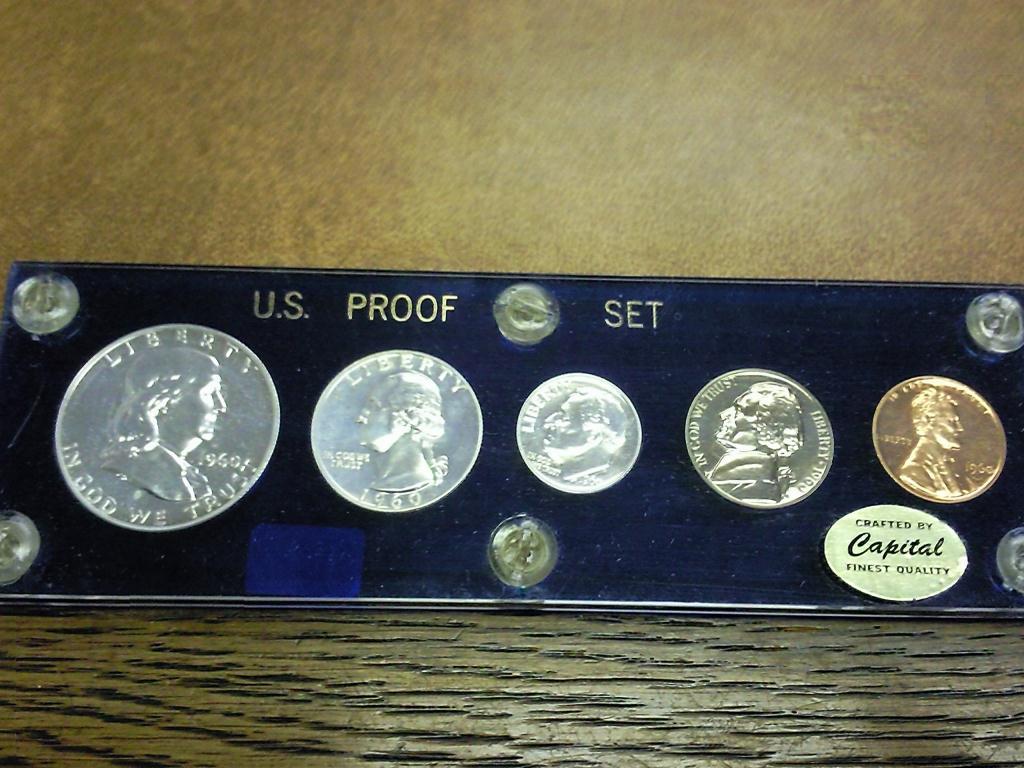 U.S. PROOF SET
LIBERTY
IN GOD WE TRUST
1960
LIBERTY
IN GOD WE
TRUST
1960
LIBERTY
IN GOD WE TRUST
LIBERTY 1960
LIBERTY
1960
CRAFTED BY
Capital
FINEST QUALITY